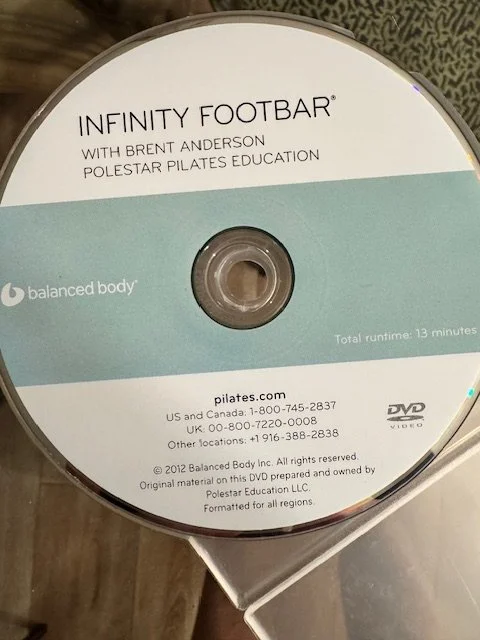 INFINITY FOOTBAR®
WITH BRENT ANDERSON
POLESTAR PILATES EDUCATION
balanced body®
Total runtime: 13 minutes
pilates.com
US and Canada: 1-800-745-2837
UK: 00-800-7220-0008
Other locations: +1 916-388-2838
DVD
VIDEO
© 2012 Balanced Body Inc. All rights reserved.
Original material on this DVD prepared and owned by
Polestar Education LLC.
Formatted for all regions.